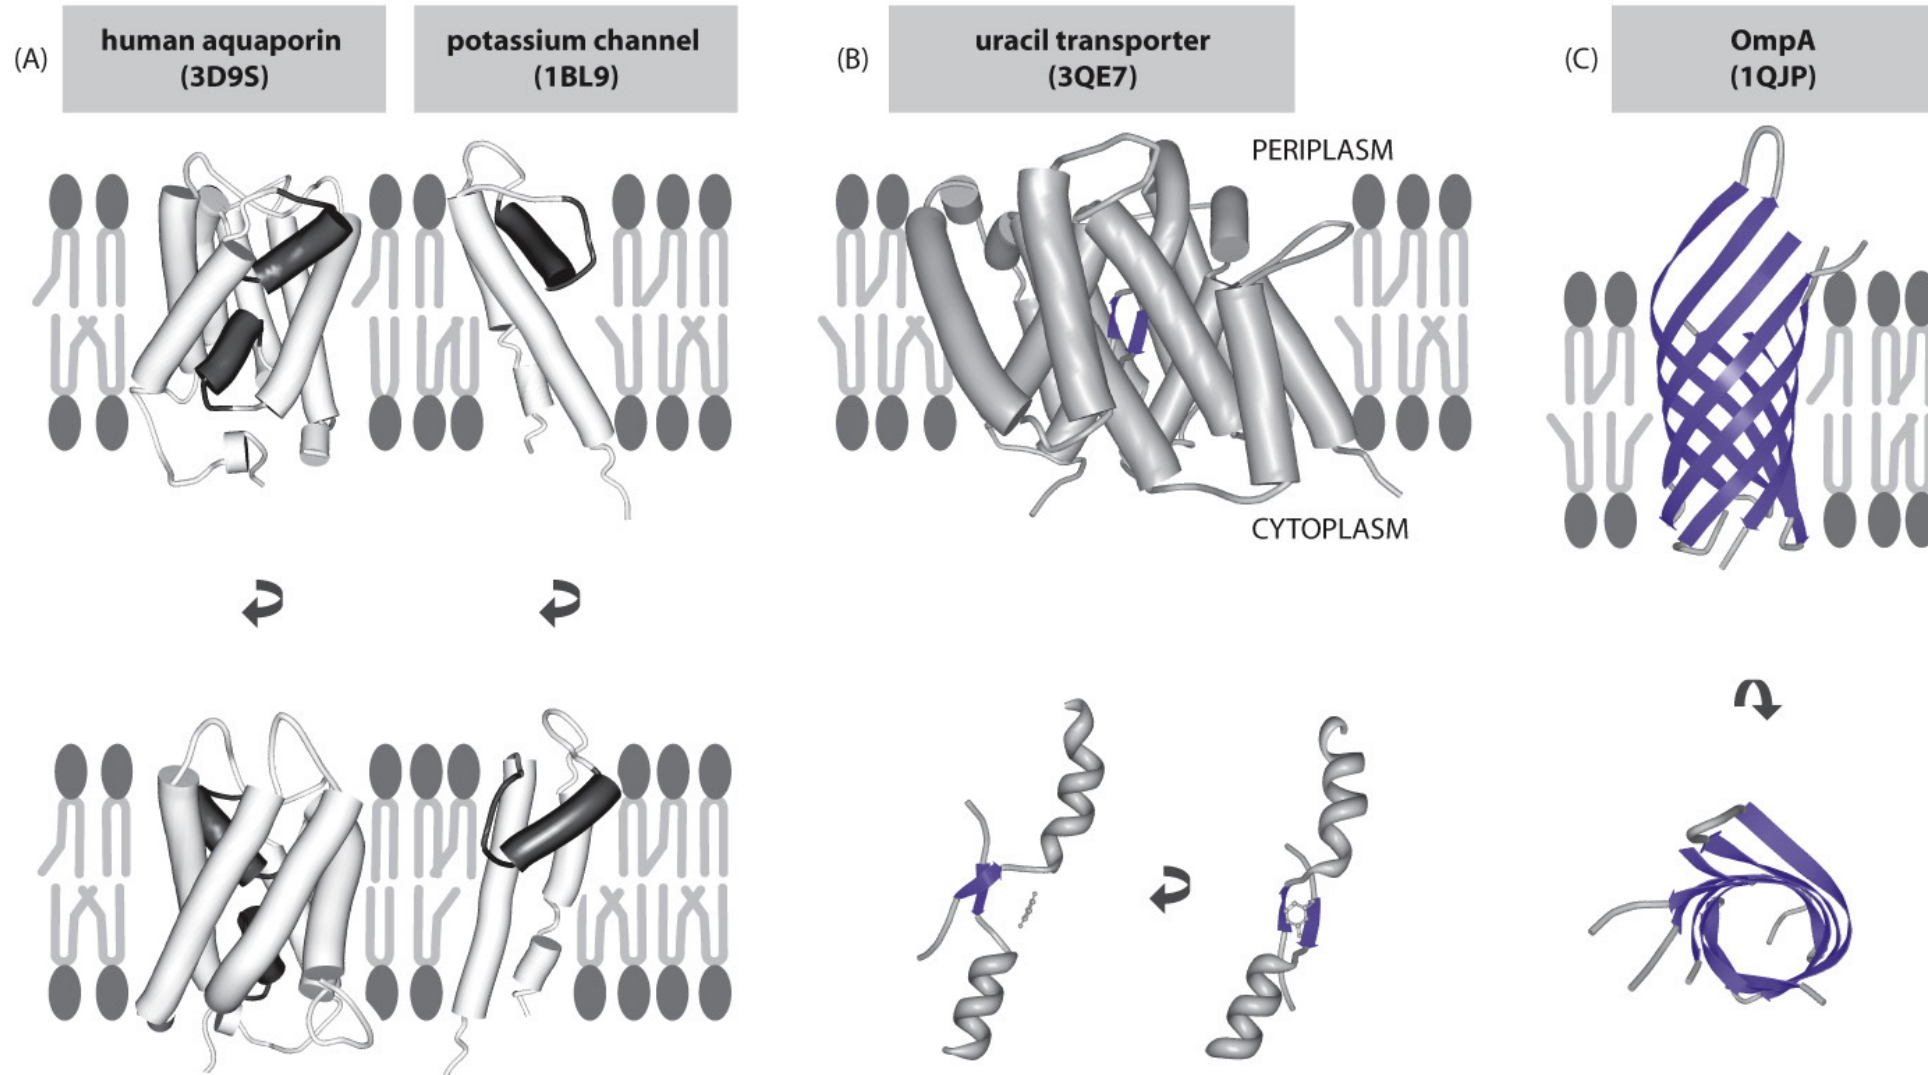 (A)
human aquaporin
(3D9S)
potassium channel
(1BL9)
(B)
uracil transporter
(3QE7)
(C)
OmpA
(1QJP)
PERIPLASM
CYTOPLASM